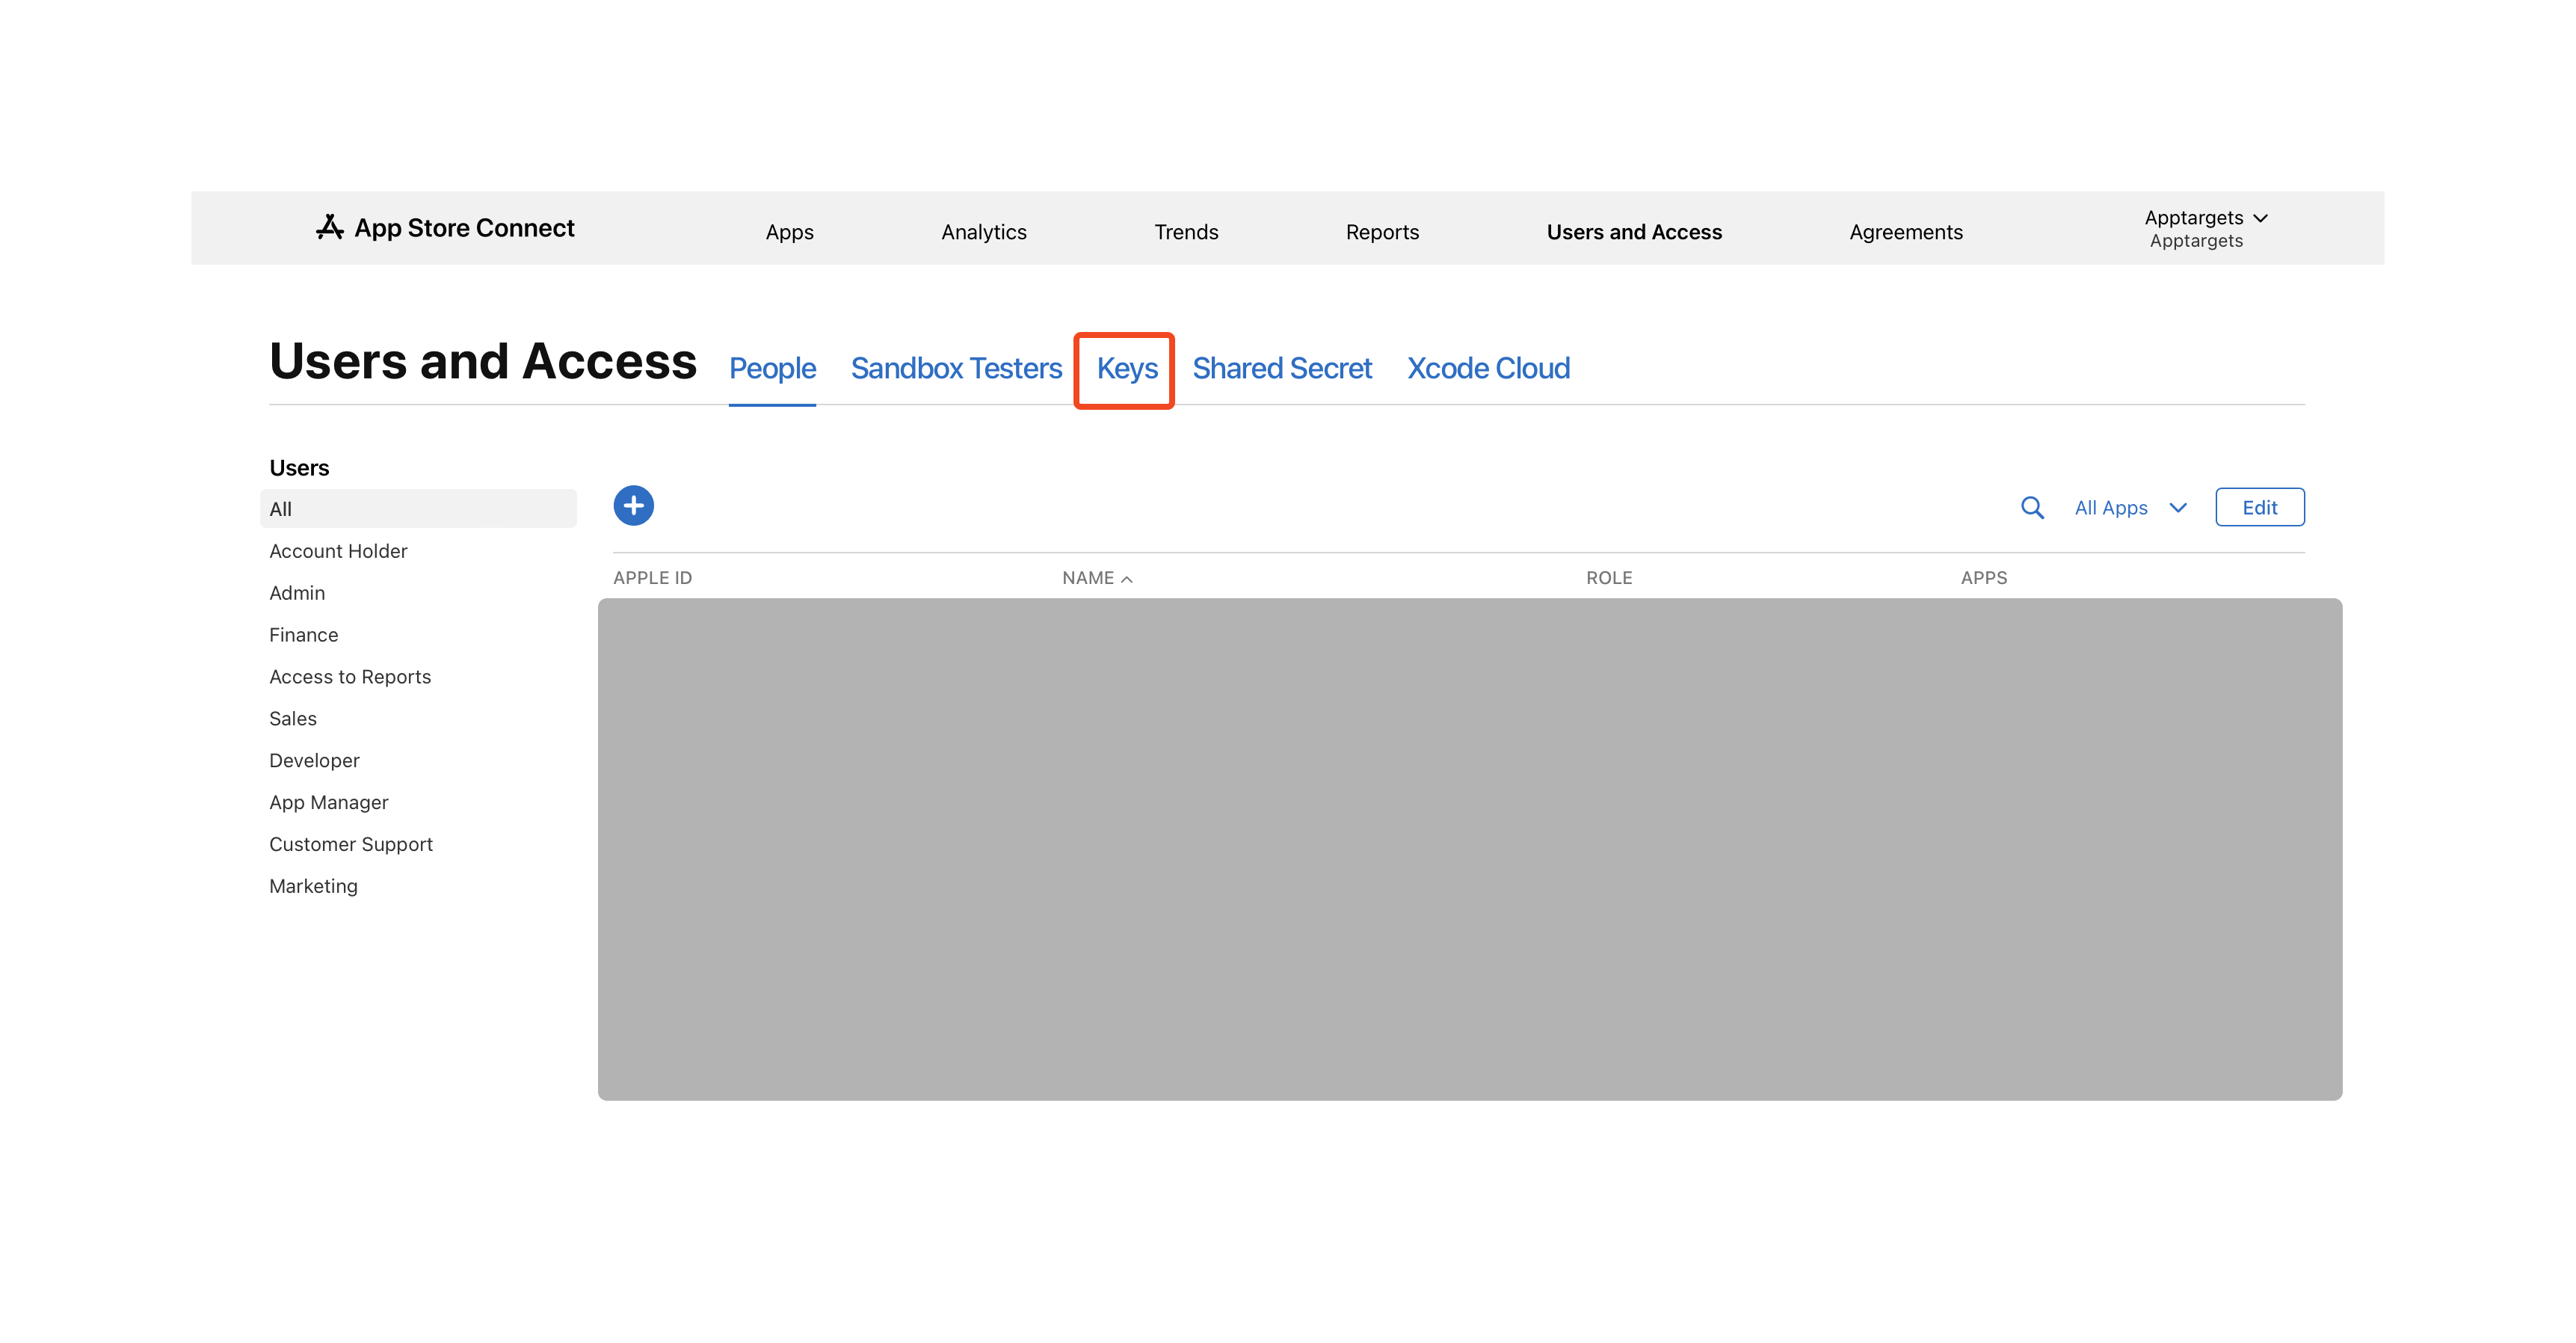 App Store Connect Apps Analytics Trends Reports Users and Access Agreements Apptargets
Apptargets
Users and Access People Sandbox Testers Keys Shared Secret Xcode Cloud
Users
All
Account Holder
Admin
Finance
Access to Reports
Sales
Developer
App Manager
Customer Support
Marketing
All Apps Edit
APPLE ID NAME ROLE APPS